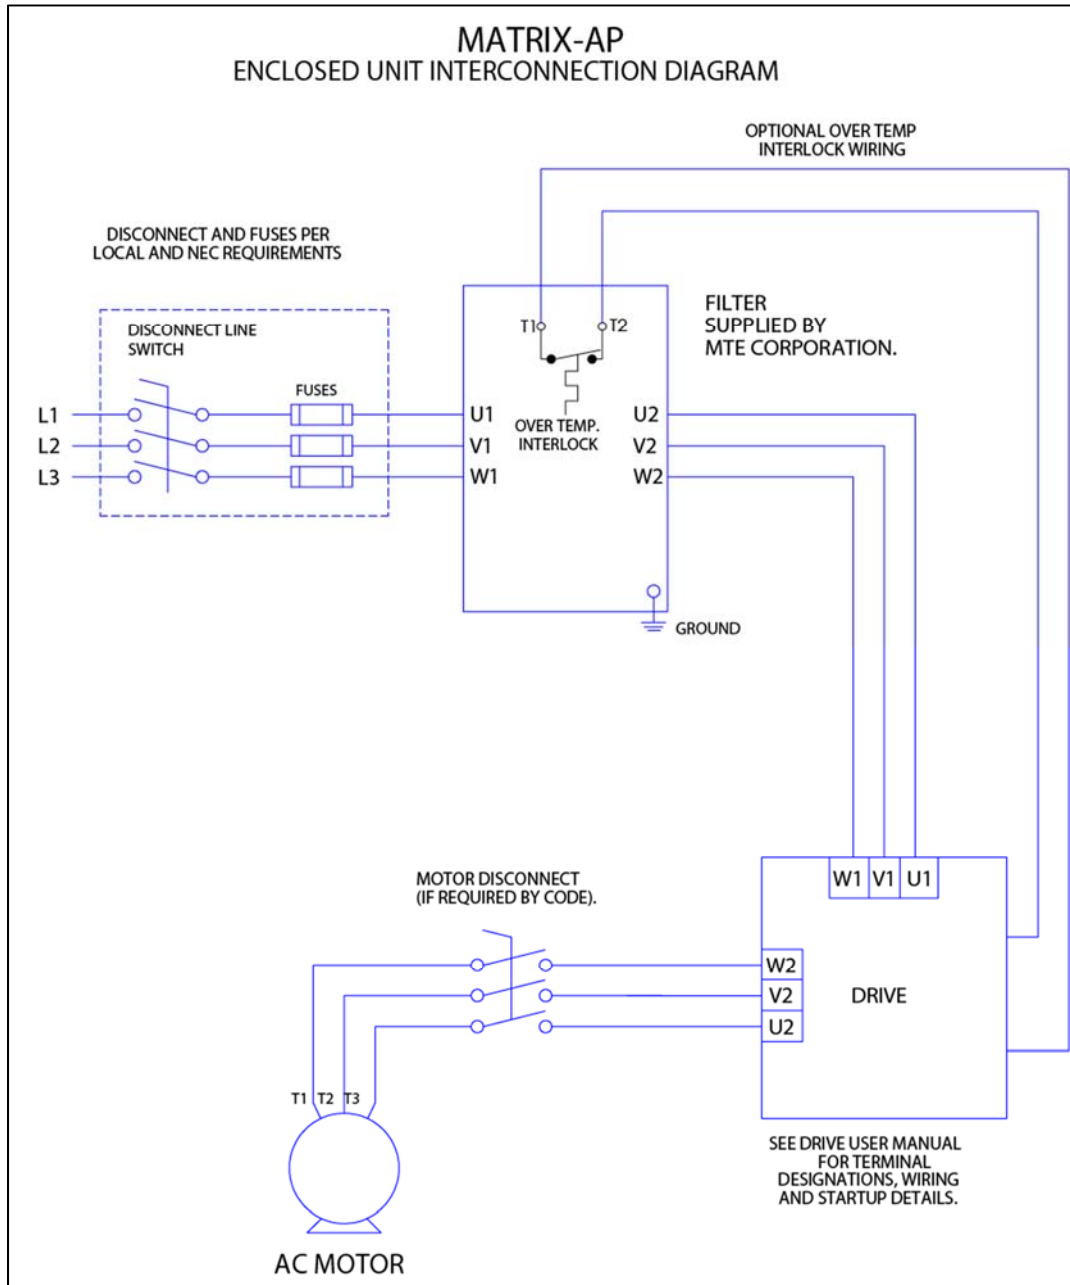 MATRIX-AP
ENCLOSED UNIT INTERCONNECTION DIAGRAM
OPTIONAL OVER TEMP
INTERLOCK WIRING
DISCONNECT AND FUSES PER
LOCAL AND NEC REQUIREMENTS
DISCONNECT LINE
SWITCH
FUSES
L1
L2
L3
T1
T2
OVER TEMP.
INTERLOCK
U1
V1
W1
U2
V2
W2
FILTER
SUPPLIED BY
MTE CORPORATION.
GROUND
MOTOR DISCONNECT
(IF REQUIRED BY CODE).
W1 V1 U1
W2
V2
U2
DRIVE
T1 T2 T3
AC MOTOR
SEE DRIVE USER MANUAL
FOR TERMINAL
DESIGNATIONS, WIRING
AND STARTUP DETAILS.